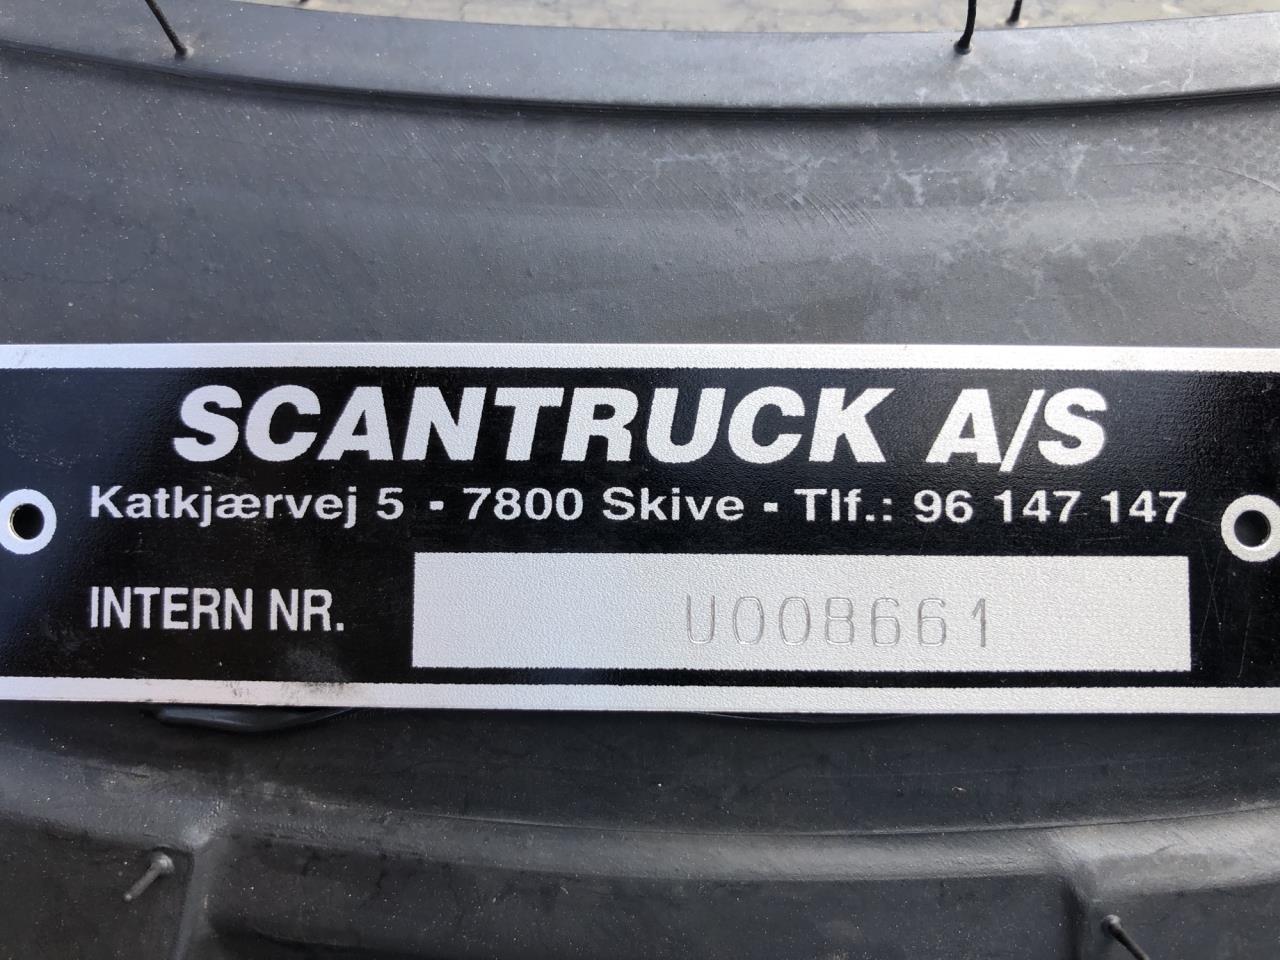 SCANTRUCK A/S
Katkjærvej 5 - 7800 Skive - Tlf.: 96 147 147
INTERN NR. U008661